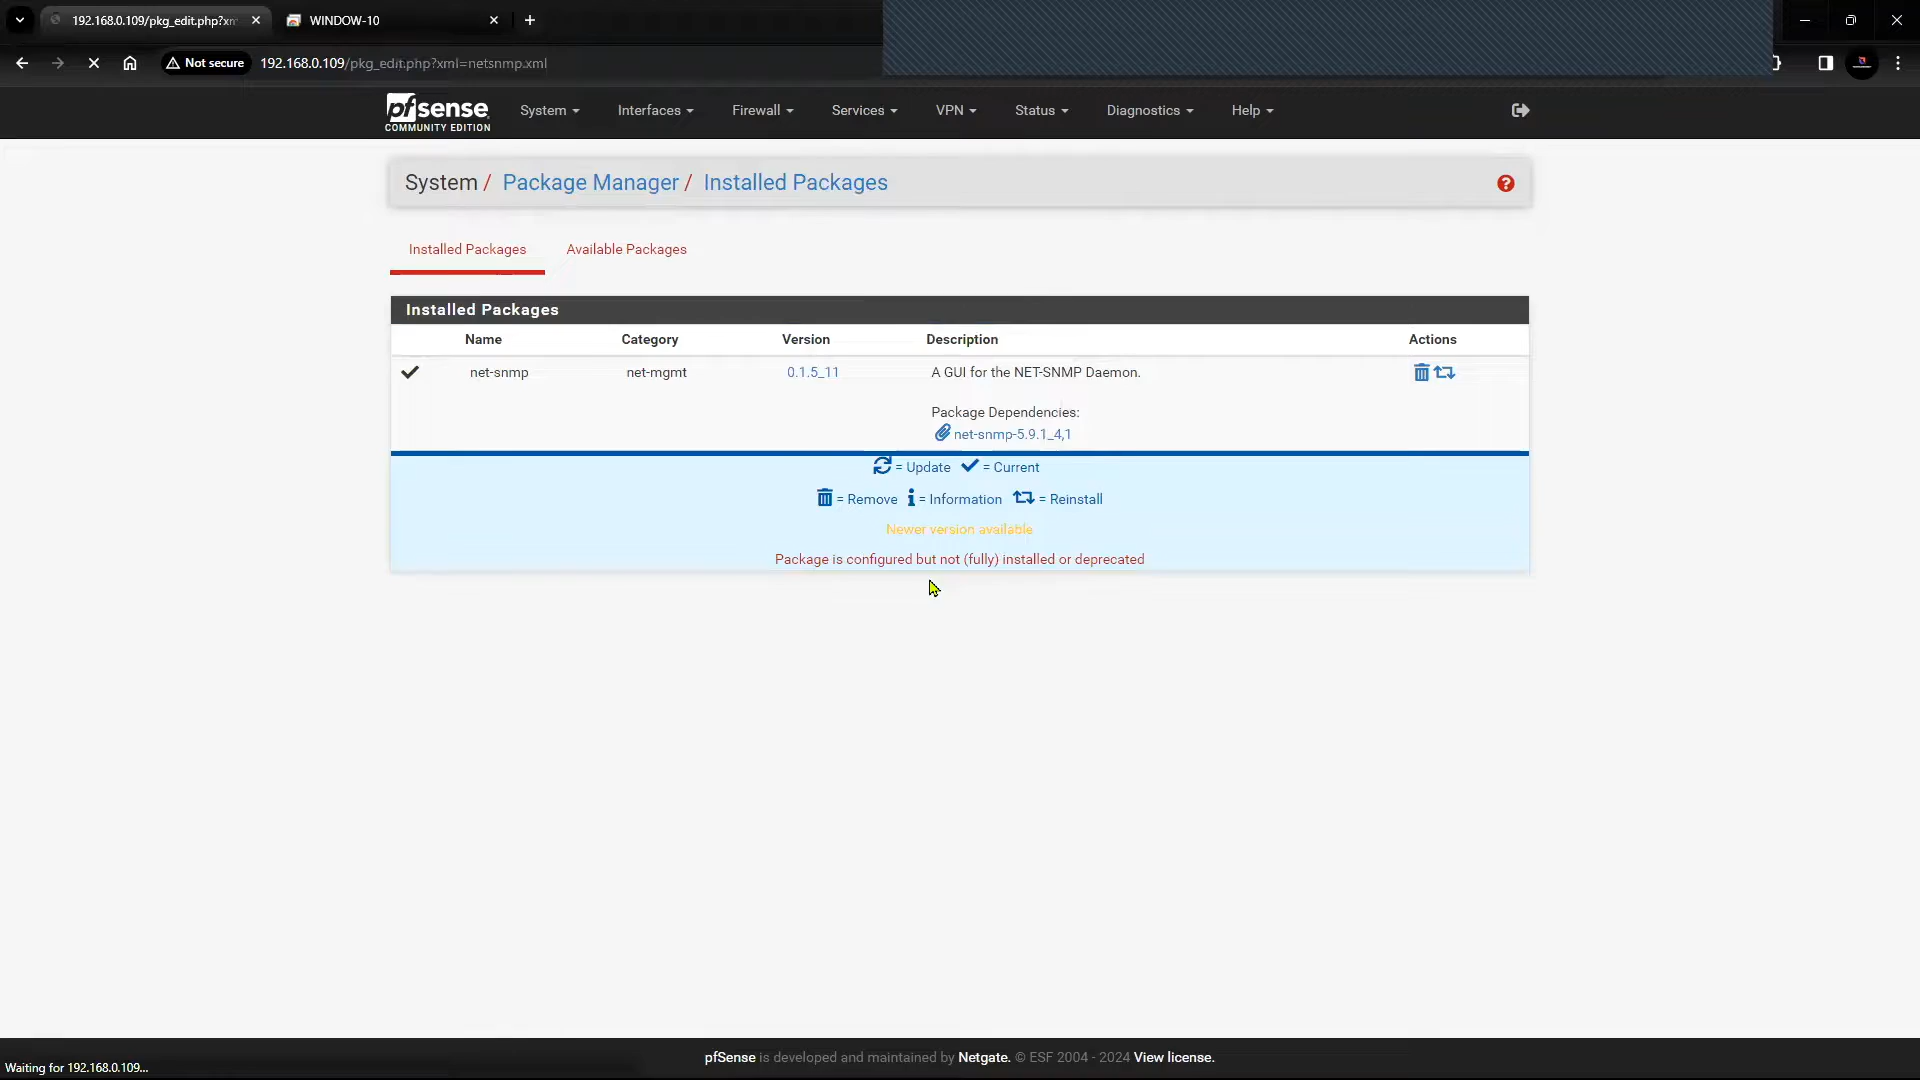 192.168.0.109/pkg_edit.php?xm
WINDOW-10
Not secure
192.168.0.109/pkg_edit.php?xml=netsnmp.xml
pfsense
COMMUNITY EDITION
System
Interfaces
Firewall
Services
VPN
Status
Diagnostics
Help
System / Package Manager / Installed Packages
Installed Packages
Available Packages
Installed Packages
Name Category Version Description Actions
net-snmp net-mgmt 0.1.5_11 A GUI for the NET-SNMP Daemon.
Package Dependencies:
net-snmp-5.9.1_4,1
= Update = Current
= Remove = Information = Reinstall
Newer version available
Package is configured but not (fully) installed or deprecated
pfSense is developed and maintained by Netgate. © ESF 2004 - 2024 View license.
Waiting for 192.168.0.109...